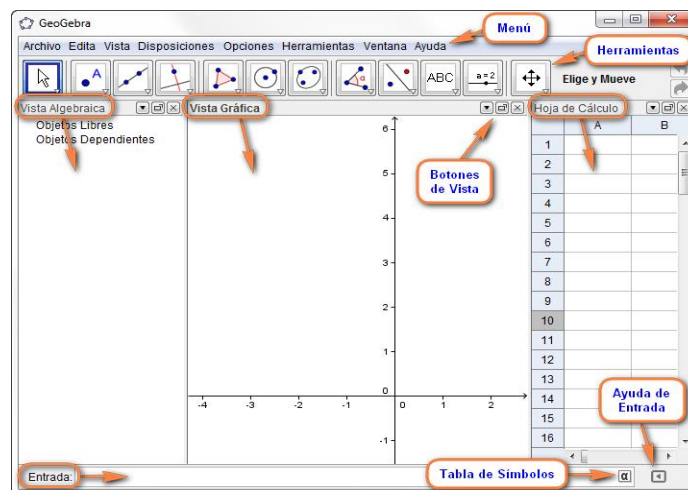 GeoGebra
Menú
Archivo Edita Vista Disposiciones Opciones Herramientas Ventana Ayuda
Herramientas
A
α
ABC
a=2
Elige y Mueve
Vista Algebraica
Vista Gráfica
Hoja de Cálculo
Objetos Libres
Objetos Dependientes
A B
Botones
de Vista
1
2
3
4
5
6
7
8
9
10
11
12
13
14
15
16
6
5
4
3
2
1
0
-1
-4 -3 -2 -1 0 1 2
Ayuda de
Entrada
Entrada:
Tabla de Símbolos
α